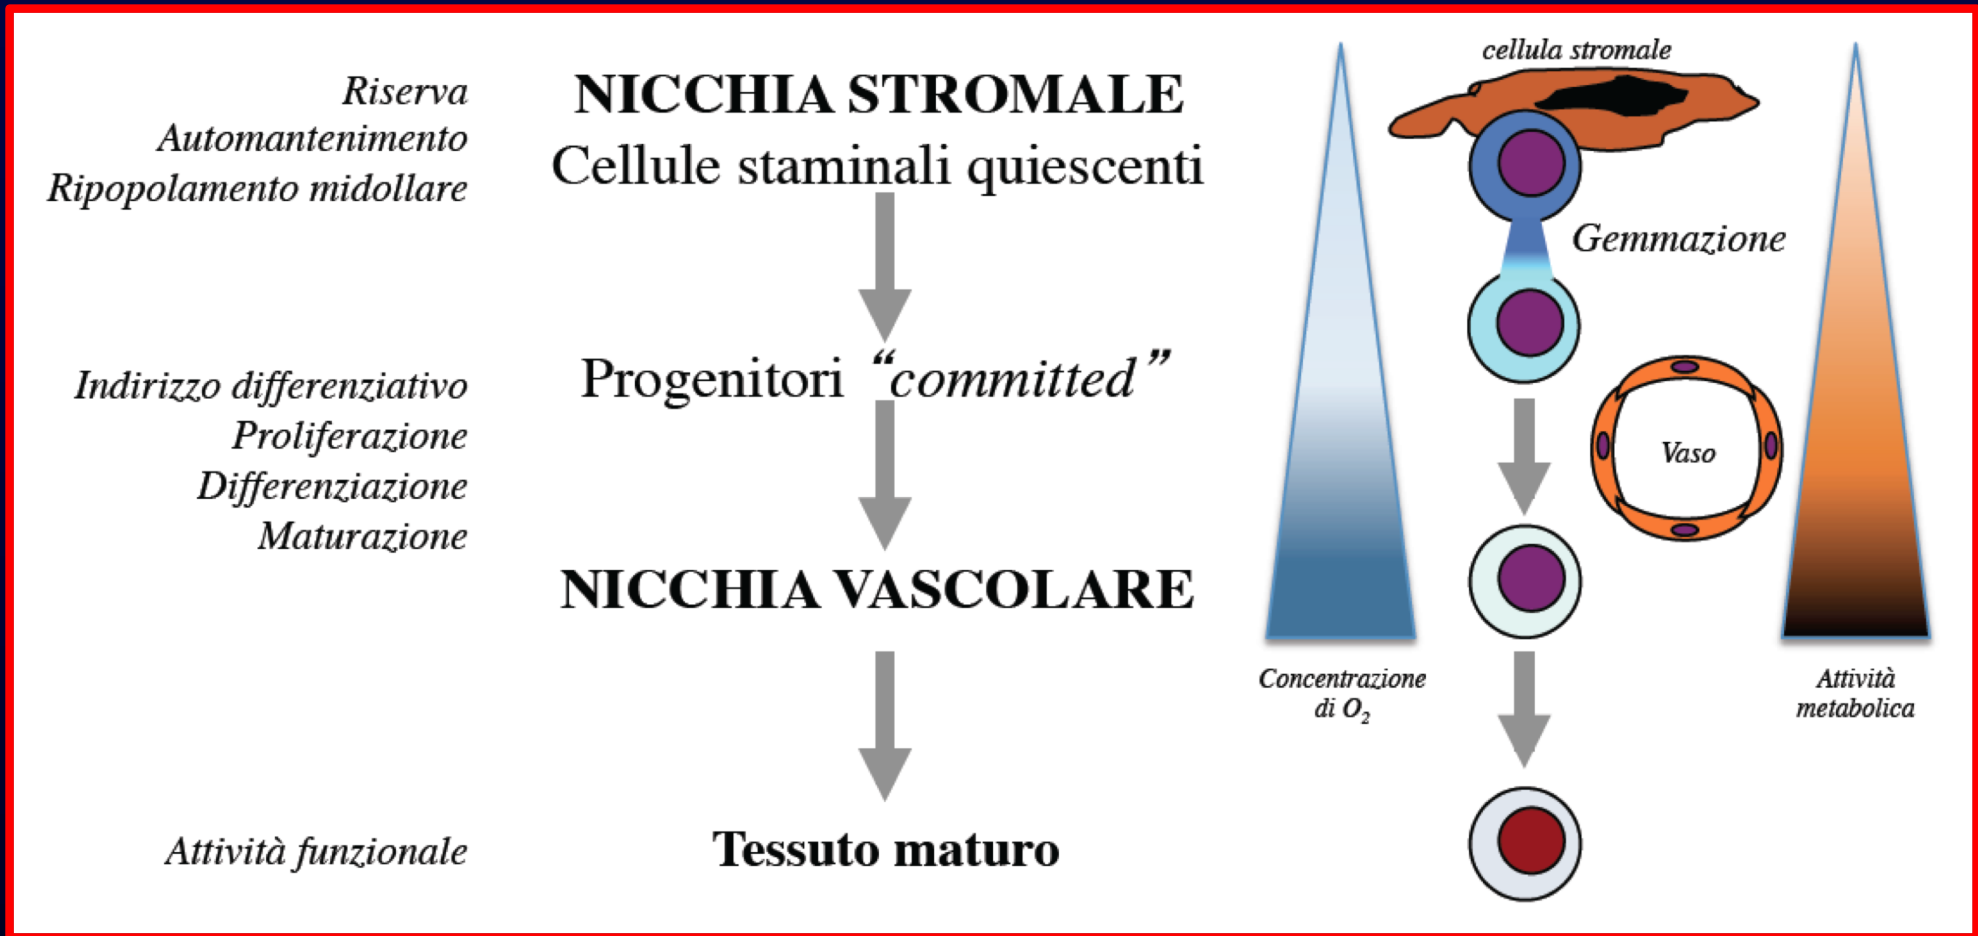 Riserva
Automantenimento
Ripopolamento midollare
NICCHIA STROMALE
Cellule staminali quiescenti
Indirizzo differenziativo
Proliferazione
Differenziazione
Maturazione
Progenitori “committed”
NICCHIA VASCOLARE
Attività funzionale
Tessuto maturo
cellula stromale
Gemmazione
Vaso
Concentrazione
di O₂
Attività
metabolica